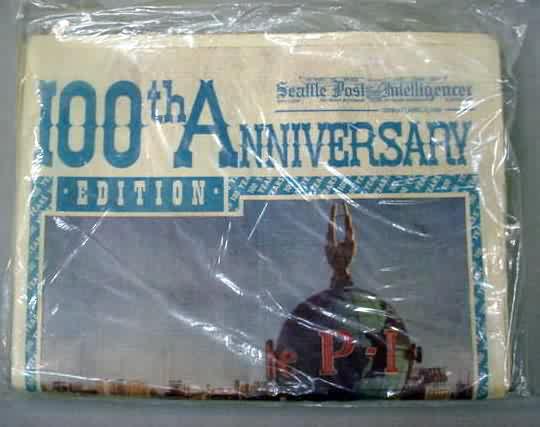 100th ANNIVERSARY
Seattle Post Intelligencer
EDITION
P-I